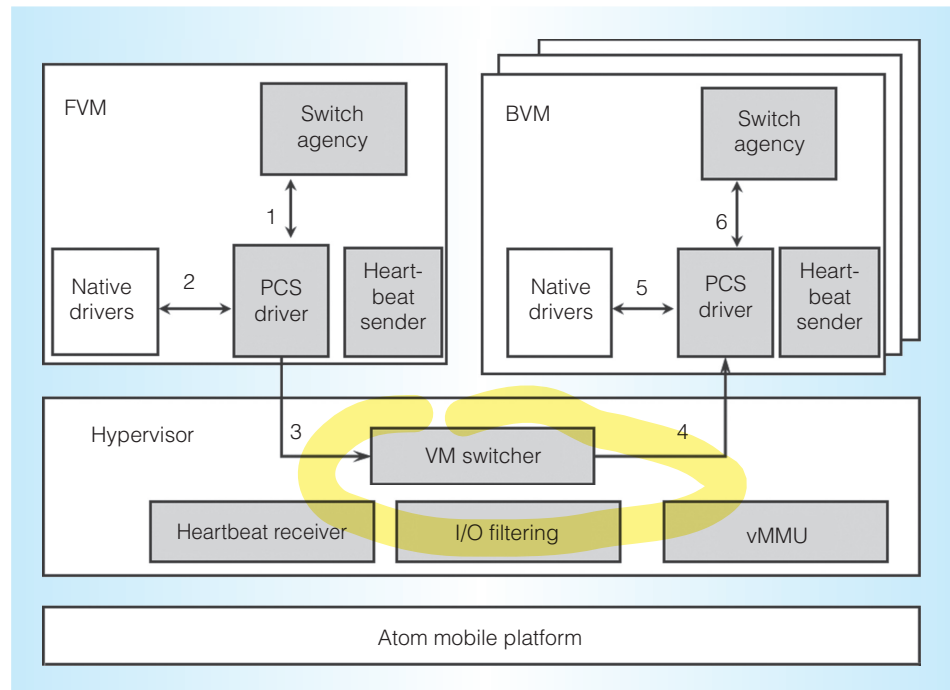 FVM
Switch
agency
1
Native
drivers
2
PCS
driver
Heart-
beat
sender
BVM
Switch
agency
6
Native
drivers
5
PCS
driver
Heart-
beat
sender
Hypervisor
3
VM switcher
4
Heartbeat receiver
I/O filtering
vMMU
Atom mobile platform